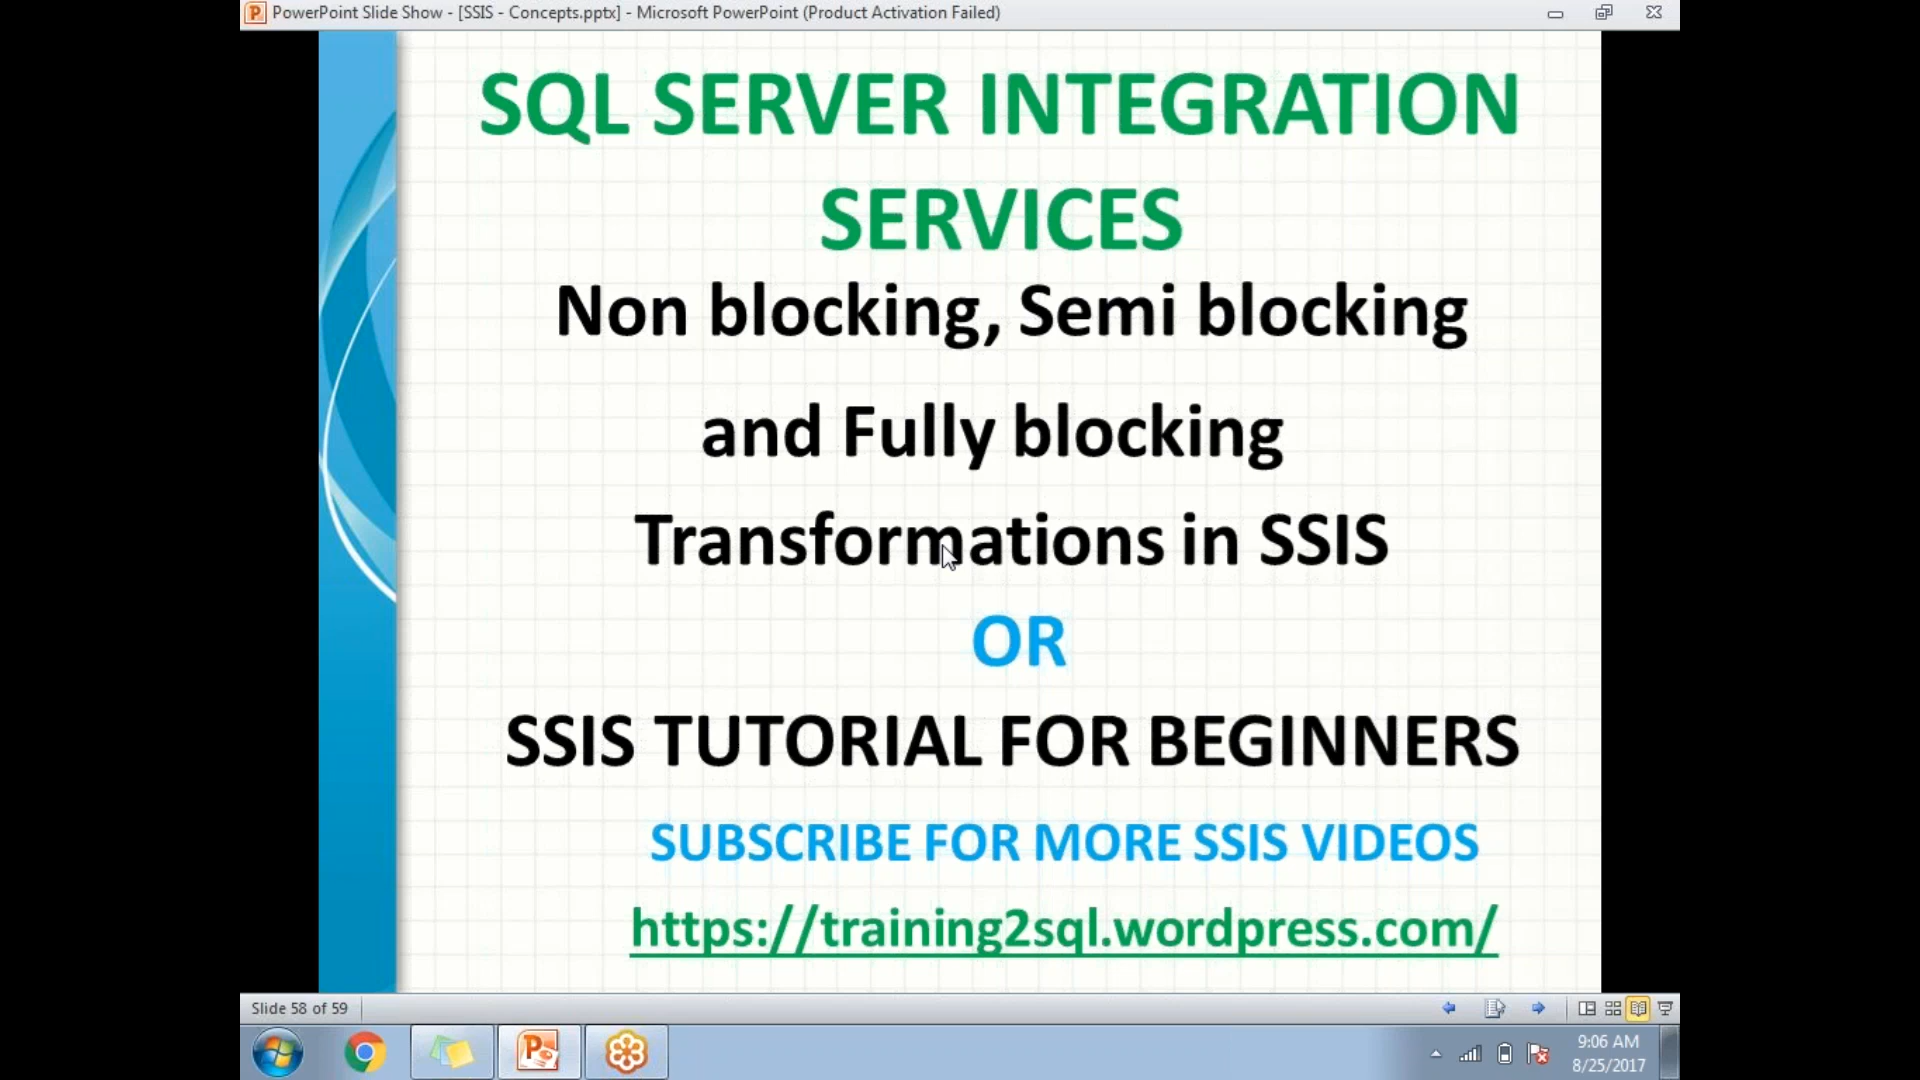 PowerPoint Slide Show - [SSIS - Concepts.pptx] - Microsoft PowerPoint (Product Activation Failed)
SQL SERVER INTEGRATION
SERVICES
Non blocking, Semi blocking
and Fully blocking
Transformations in SSIS
OR
SSIS TUTORIAL FOR BEGINNERS
SUBSCRIBE FOR MORE SSIS VIDEOS
https://training2sql.wordpress.com/
Slide 58 of 59
9:06 AM
8/25/2017